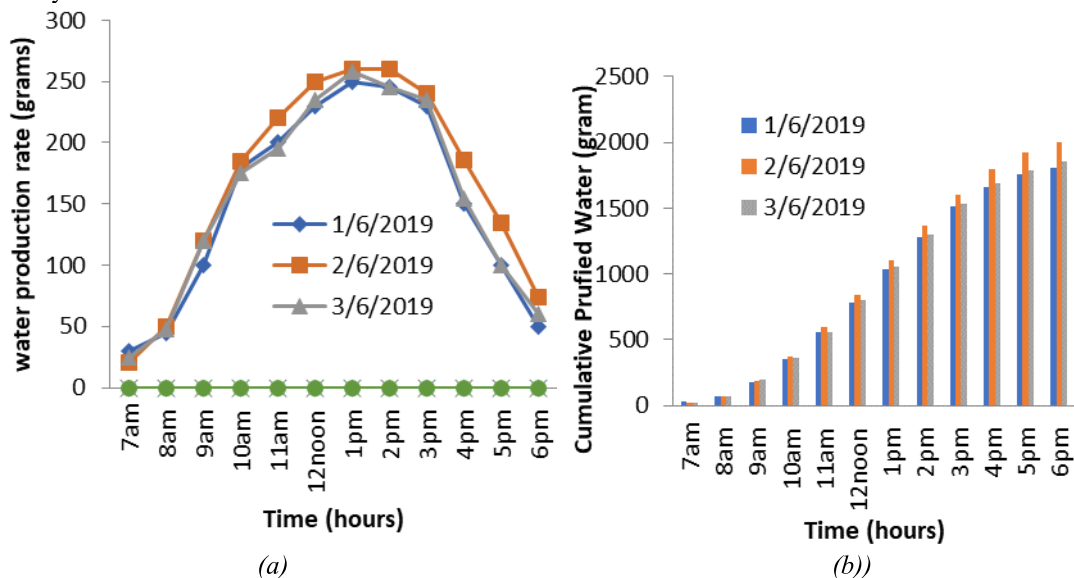 water production rate (grams)
300
250
200
150
100
50
0
1/6/2019
2/6/2019
3/6/2019
7am
8am
9am
10am
11am
12noon
1pm
2pm
3pm
4pm
5pm
6pm
Time (hours)
(a)
Cumulative Prufied Water (gram)
2500
2000
1500
1000
500
0
1/6/2019
2/6/2019
3/6/2019
7am
8am
9am
10am
11am
12noon
1pm
2pm
3pm
4pm
5pm
6pm
Time (hours)
(b))